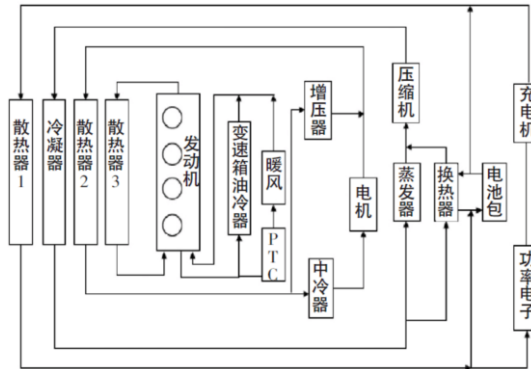 散热器1
冷凝器
散热器2
散热器3
发动机
变速箱油冷器
暖风
PTC
增压器
中冷器
电机
压缩机
蒸发器
换热器
电池包
充电机
功率电子